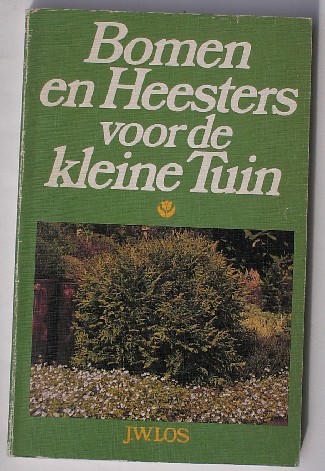 Bomen
en Heesters
voor de
kleine Tuin
J.W. LOS